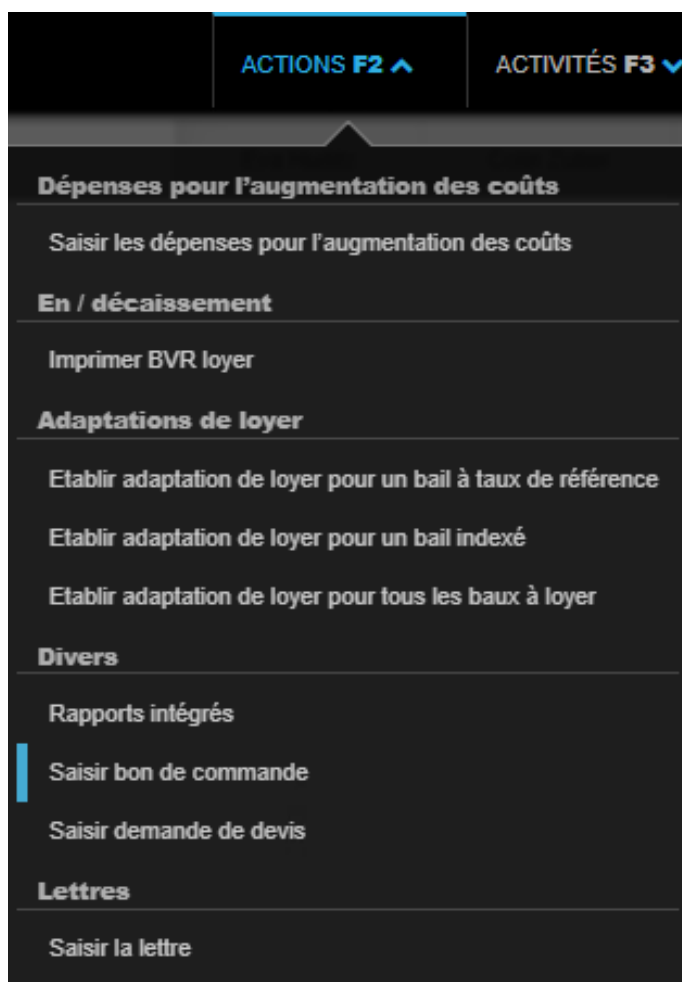 ACTIONS F2 ACTIVITÉS F3
Dépenses pour l'augmentation des coûts
Saisir les dépenses pour l'augmentation des coûts
En / décaissement
Imprimer BVR loyer
Adaptations de loyer
Etablir adaptation de loyer pour un bail à taux de référence
Etablir adaptation de loyer pour un bail indexé
Etablir adaptation de loyer pour tous les baux à loyer
Divers
Rapports intégrés
Saisir bon de commande
Saisir demande de devis
Lettres
Saisir la lettre